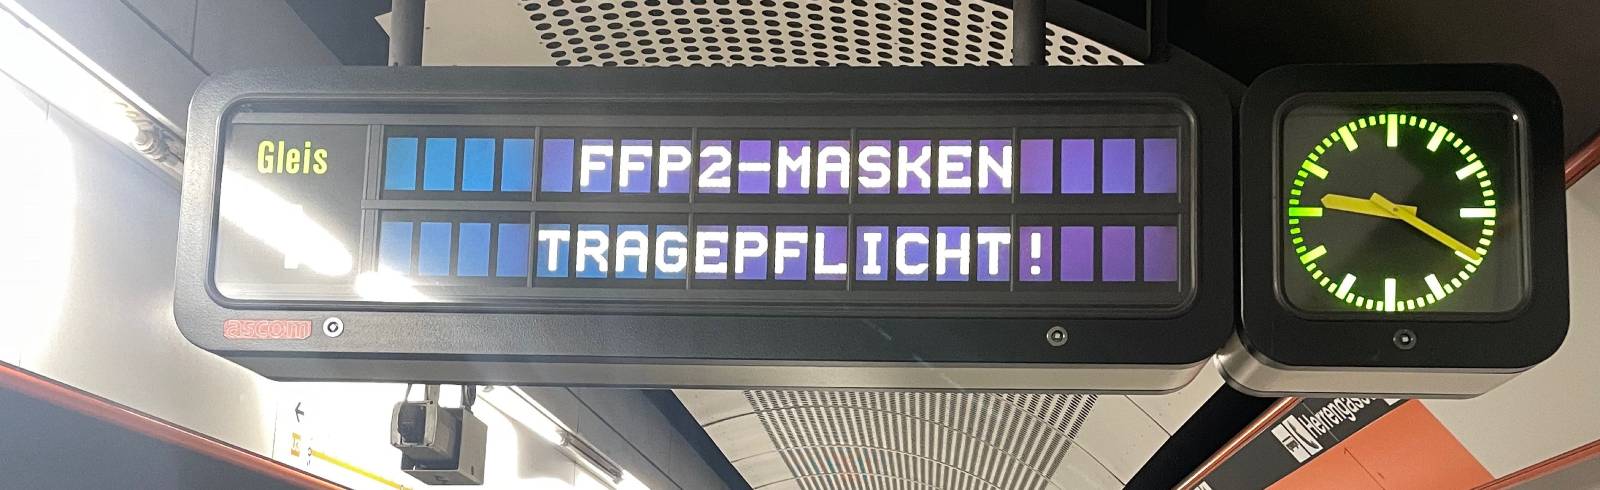 Gleis
FFP2-MASKEN
TRAGEPFLICHT!
ascom
Herrengasse